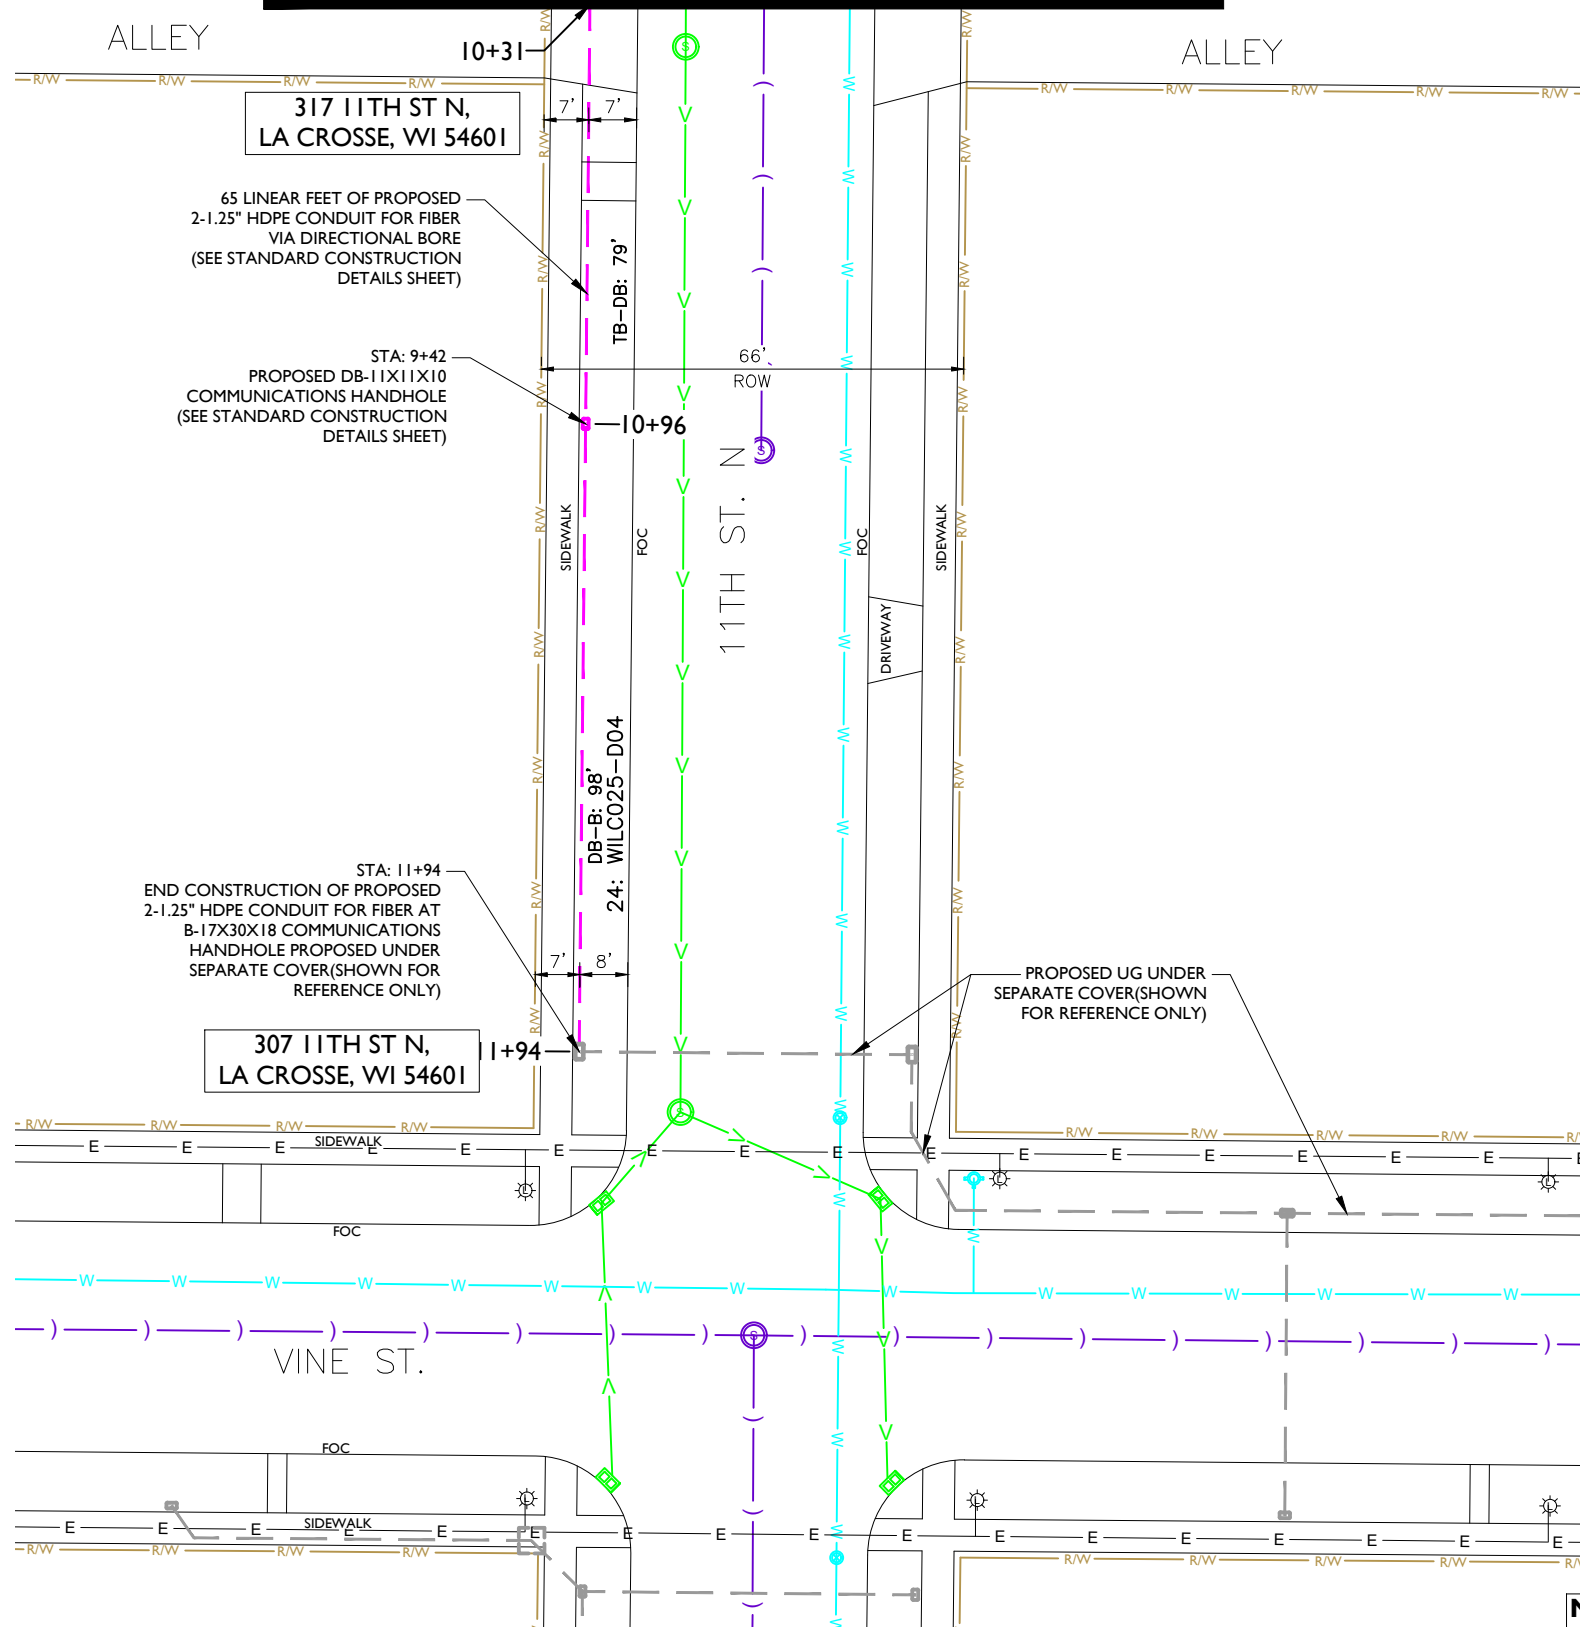 ALLEY
10+31
ALLEY
317 11TH ST N,
LA CROSSE, WI 54601
7'
7'
65 LINEAR FEET OF PROPOSED
2-1.25" HDPE CONDUIT FOR FIBER
VIA DIRECTIONAL BORE
(SEE STANDARD CONSTRUCTION
DETAILS SHEET)
TB-DB: 79'
STA: 9+42
PROPOSED DB-11X11X10
COMMUNICATIONS HANDHOLE
(SEE STANDARD CONSTRUCTION
DETAILS SHEET)
66'
ROW
10+96
11TH ST. N
SIDEWALK
FOC
FOC
SIDEWALK
DRIVEWAY
DB-B: 98'
24: WILC025-D04
STA: 11+94
END CONSTRUCTION OF PROPOSED
2-1.25" HDPE CONDUIT FOR FIBER AT
B-17X30X18 COMMUNICATIONS
HANDHOLE PROPOSED UNDER
SEPARATE COVER(SHOWN FOR
REFERENCE ONLY)
7'
8'
PROPOSED UG UNDER
SEPARATE COVER(SHOWN
FOR REFERENCE ONLY)
307 11TH ST N,
LA CROSSE, WI 54601
11+94
R/W R/W R/W R/W
SIDEWALK
E E E E E E E E E E E E E E E E
FOC
W W W W W W W W W W W W W W
VINE ST.
FOC
SIDEWALK
E E E E E E E E E E E E E E E E E
R/W R/W R/W R/W
R/W R/W R/W R/W